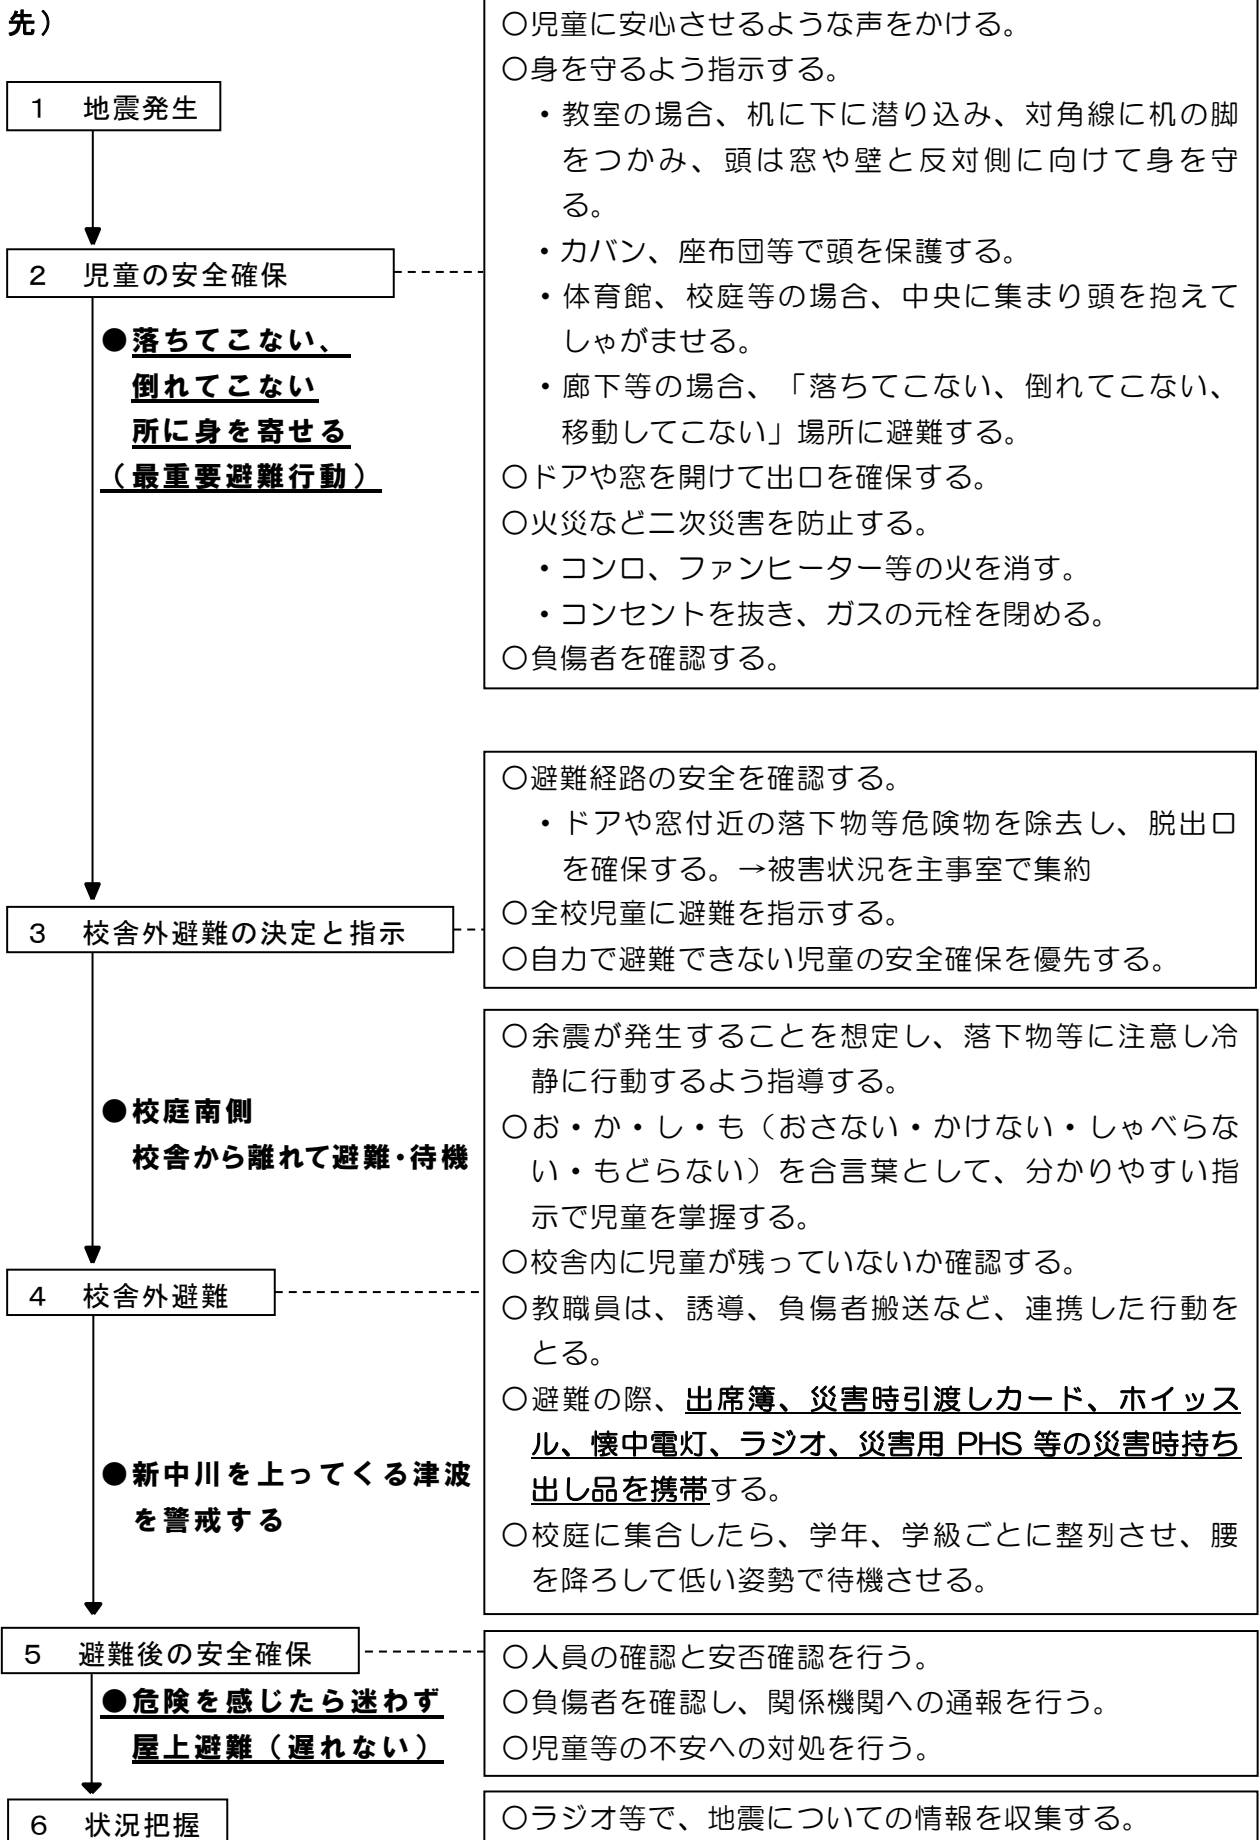 先）
１　地震発生
〇児童に安心させるような声をかける。
〇身を守るよう指示する。
・教室の場合、机に下に潜り込み、対角線に机の脚
をつかみ、頭は窓や壁と反対側に向けて身を守
る。
・カバン、座布団等で頭を保護する。
・体育館、校庭等の場合、中央に集まり頭を抱えて
しゃがませる。
・廊下等の場合、「落ちてこない、倒れてこない、
移動してこない」場所に避難する。
〇ドアや窓を開けて出口を確保する。
〇火災など二次災害を防止する。
・コンロ、ファンヒーター等の火を消す。
・コンセントを抜き、ガスの元栓を閉める。
〇負傷者を確認する。
２　児童の安全確保
●落ちてこない、
倒れてこない
所に身を寄せる
（最重要避難行動）
３　校舎外避難の決定と指示
〇避難経路の安全を確認する。
・ドアや窓付近の落下物等危険物を除去し、脱出口
を確保する。→被害状況を主事室で集約
〇全校児童に避難を指示する。
〇自力で避難できない児童の安全確保を優先する。
●校庭南側
校舎から離れて避難・待機
４　校舎外避難
〇余震が発生することを想定し、落下物等に注意し冷
静に行動するよう指導する。
〇お・か・し・も（おさない・かけない・しゃべらな
い・もどらない）を合言葉として、分かりやすい指
示で児童を掌握する。
〇校舎内に児童が残っていないか確認する。
〇教職員は、誘導、負傷者搬送など、連携した行動を
とる。
〇避難の際、出席簿、災害時引渡しカード、ホイッス
ル、懐中電灯、ラジオ、災害用 PHS 等の災害時持ち
出し品を携帯する。
〇校庭に集合したら、学年、学級ごとに整列させ、腰
を降ろして低い姿勢で待機させる。
●新中川を上ってくる津波
を警戒する
５　避難後の安全確保
〇人員の確認と安否確認を行う。
〇負傷者を確認し、関係機関への通報を行う。
〇児童等の不安への対処を行う。
●危険を感じたら迷わず
屋上避難（遅れない）
６　状況把握
〇ラジオ等で、地震についての情報を収集する。